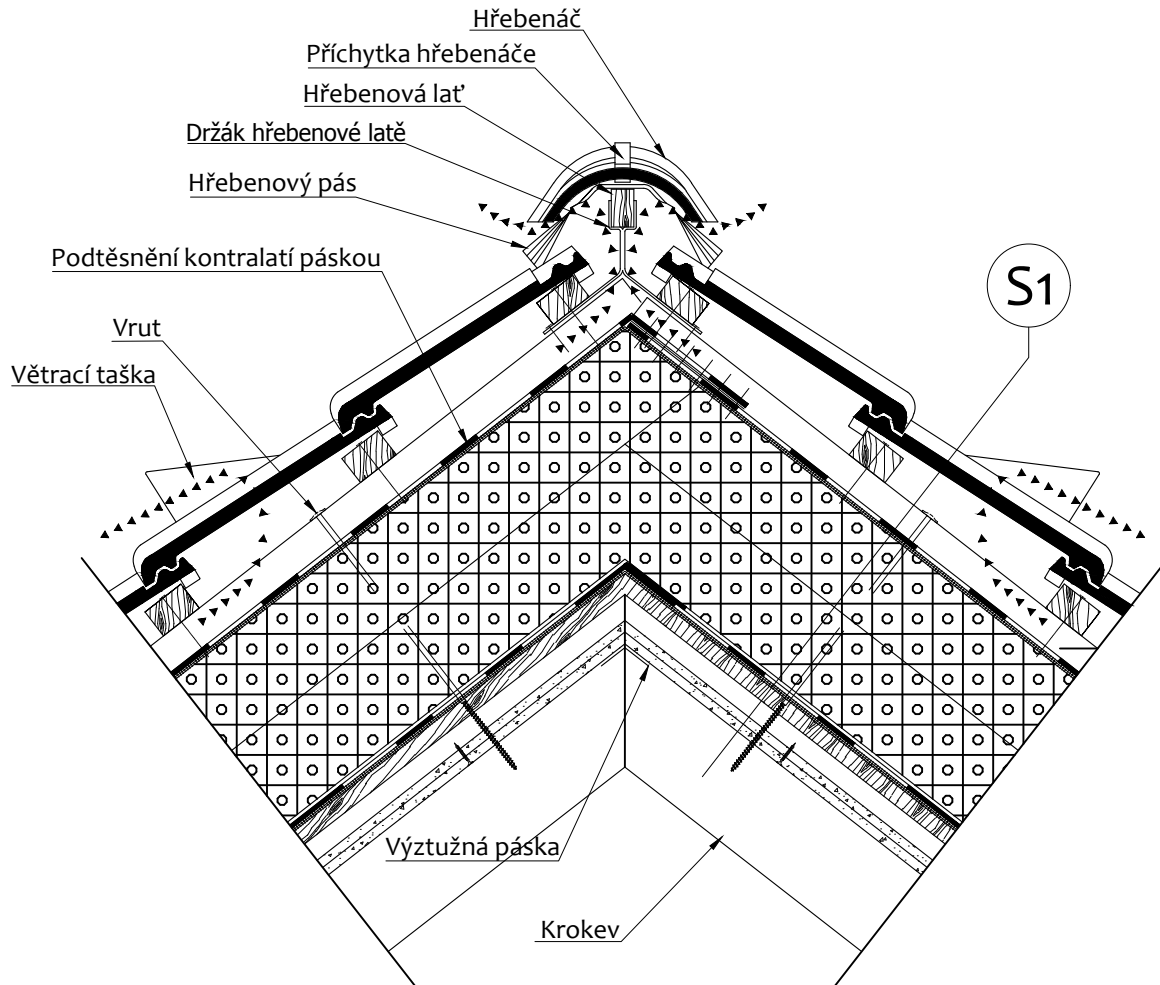 Hřebenáč
Příchytka hřebenáče
Hřebenová lať
Držák hřebenové latě
Hřebenový pás
Podtěsnění kontralatí páskou
S1
Vrut
Větrací taška
Výztužná páska
Krokev